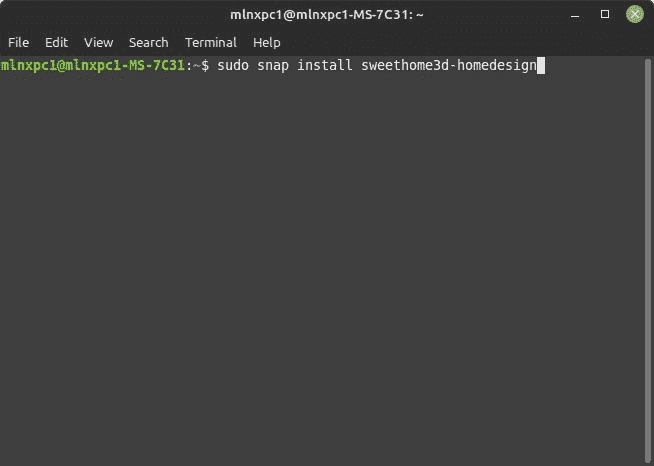 mlnxpc1@mlnxpc1-MS-7C31: ~
File Edit View Search Terminal Help
mlnxpc1@mlnxpc1-MS-7C31:~$ sudo snap install sweethome3d-homedesign